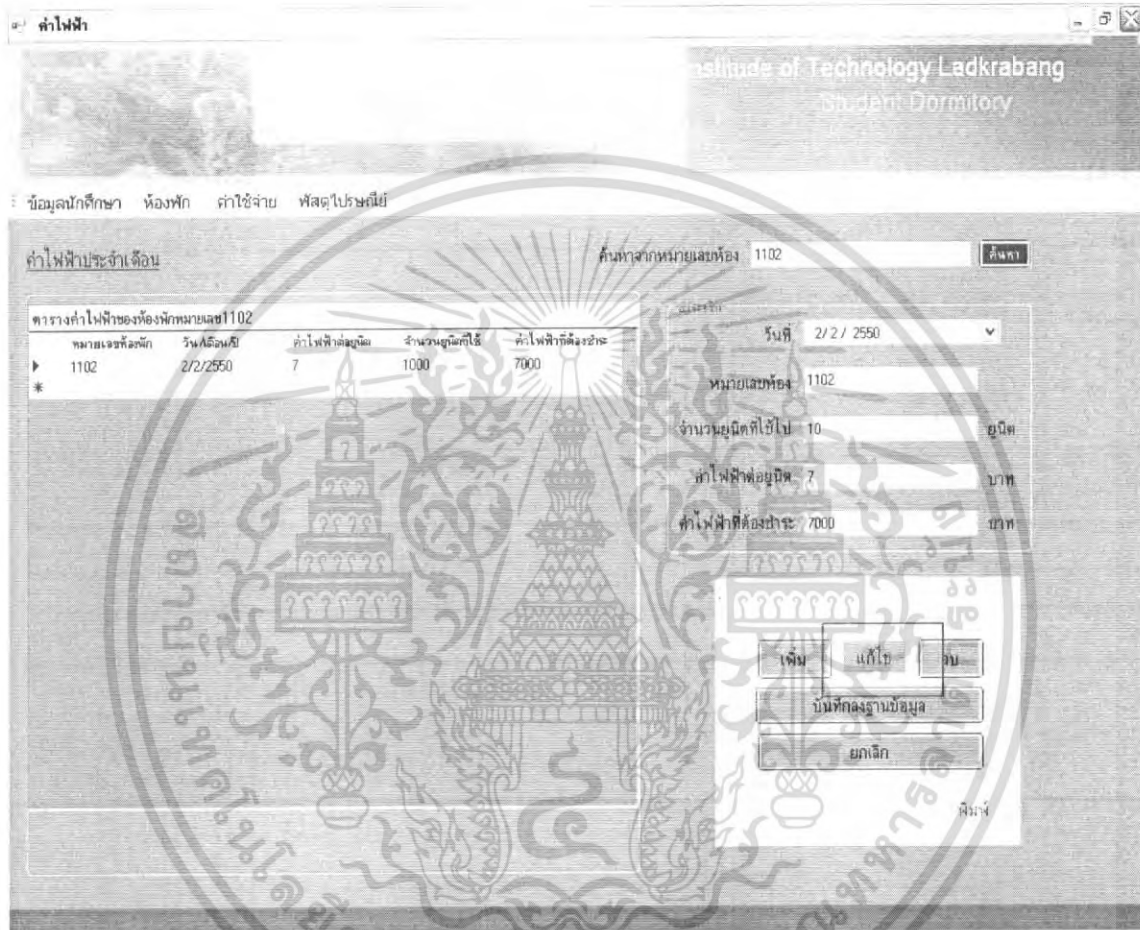 ค่าไฟฟ้า
nstitude of Technology Ladkrabang
Student Dormitory
ข้อมูลนักศึกษา ห้องพัก ค่าใช้จ่าย พัสดุไปรษณีย์
ค่าไฟฟ้าประจำเดือน
ค้นหาจากหมายเลขห้อง 1102 ค้นหา
ตารางค่าไฟฟ้าของห้องพักหมายเลข1102
หมายเลขห้องพัก วัน/เดือน/ปี ค่าไฟฟ้าต่อยูนิต จำนวนยูนิตที่ใช้ ค่าไฟฟ้าที่ต้องชำระ
1102 2/2/2550 7 1000 7000
วันที่ 2/ 2 / 2550
หมายเลขห้อง 1102
จำนวนยูนิตที่ใช้ไป 10 ยูนิต
ค่าไฟฟ้าต่อยูนิต 7 บาท
ค่าไฟฟ้าที่ต้องชำระ 7000 บาท
เพิ่ม แก้ไข ลบ
บันทึกลงฐานข้อมูล
ยกเลิก
พิมพ์